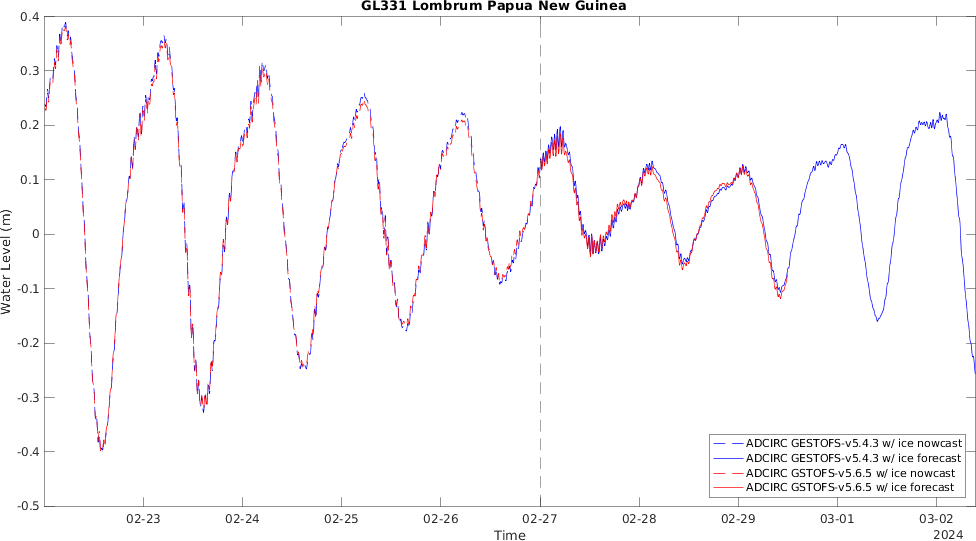 GL331 Lombrum Papua New Guinea
0.4
0.3
0.2
0.1
0
-0.1
-0.2
-0.3
-0.4
-0.5
Water Level (m)
ADCIRC GESTOFS-v5.4.3 w/ ice nowcast
ADCIRC GESTOFS-v5.4.3 w/ ice forecast
ADCIRC GSTOFS-v5.6.5 w/ ice nowcast
ADCIRC GSTOFS-v5.6.5 w/ ice forecast
02-23 02-24 02-25 02-26 02-27 02-28 02-29 03-01 03-02
Time
2024